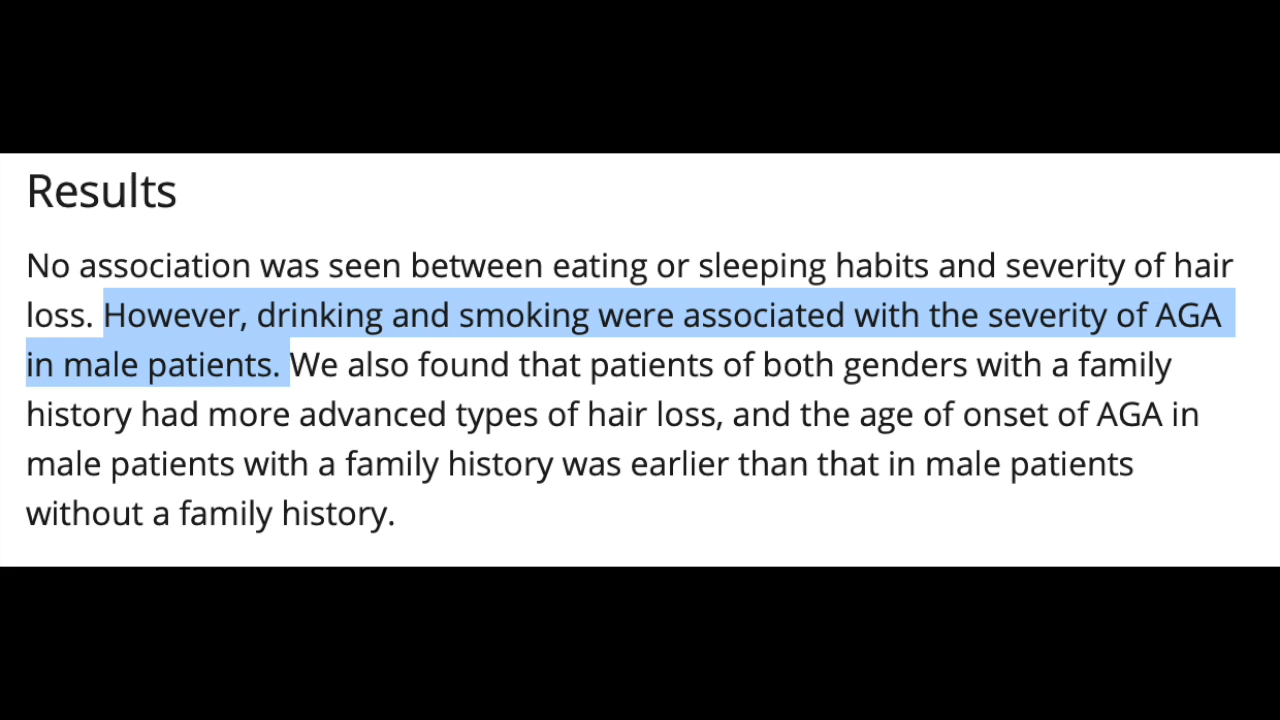 Results
No association was seen between eating or sleeping habits and severity of hair
loss. However, drinking and smoking were associated with the severity of AGA
in male patients. We also found that patients of both genders with a family
history had more advanced types of hair loss, and the age of onset of AGA in
male patients with a family history was earlier than that in male patients
without a family history.